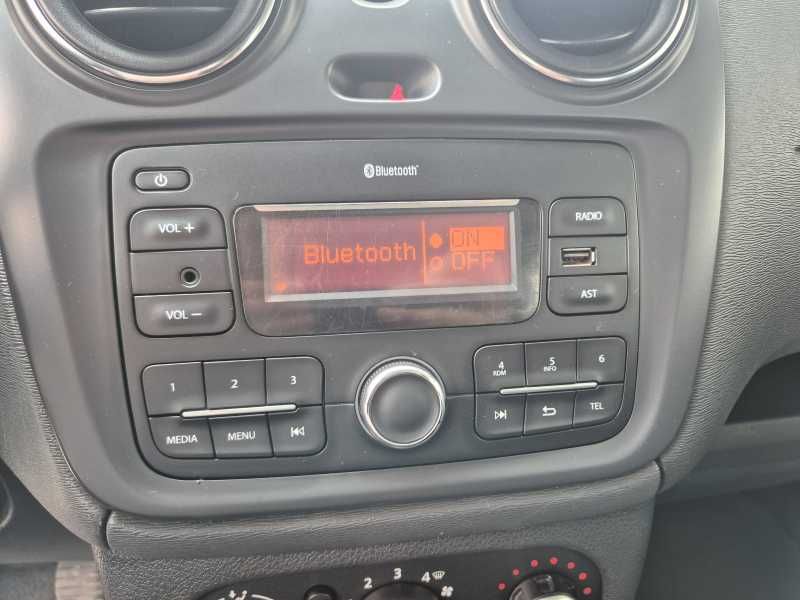 Bluetooth
VOL +
VOL −
Bluetooth
ON
OFF
RADIO
AST
1
2
3
MEDIA
MENU
4
RDM
5
INFO
6
TEL
2
3
4